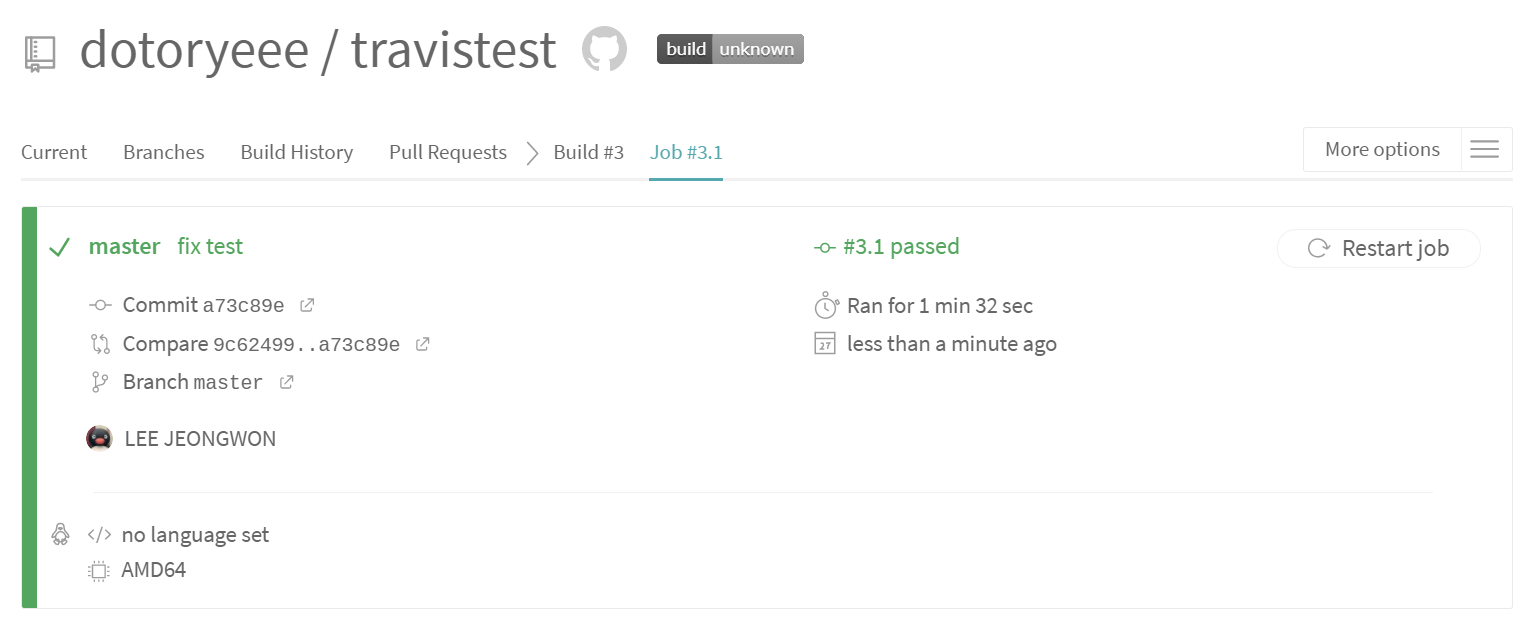 dotoryeee / travistest build unknown
Current Branches Build History Pull Requests Build #3 Job #3.1 More options
master fix test #3.1 passed Restart job
Commit a73c89e Ran for 1 min 32 sec
Compare 9c62499..a73c89e less than a minute ago
27
Branch master
LEE JEONGWON
</> no language set
AMD64